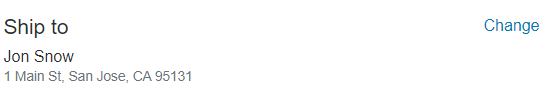 Ship to
Change
Jon Snow
1 Main St, San Jose, CA 95131